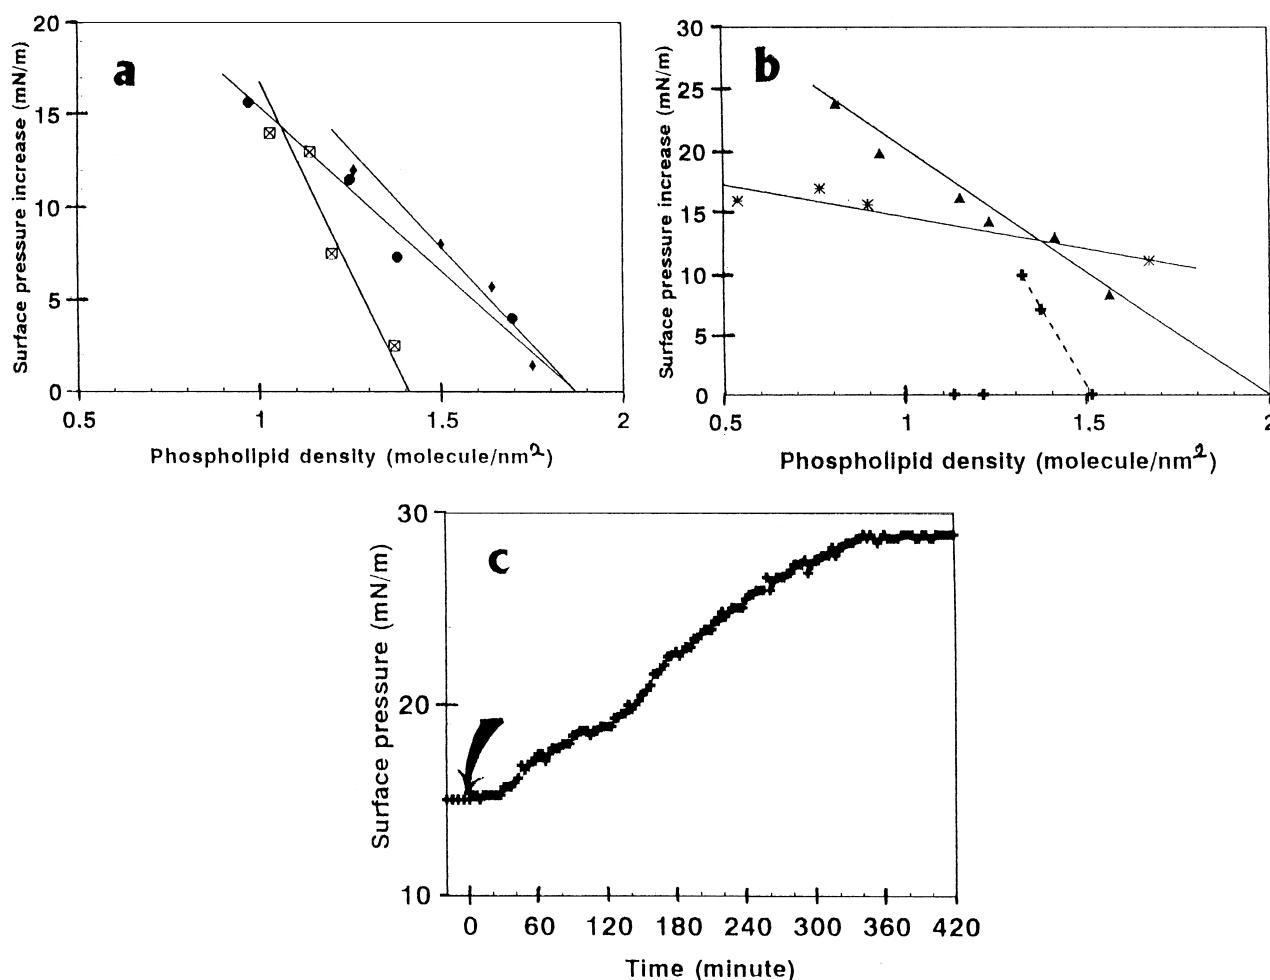 a
Surface pressure increase (mN/m)
20
15
10
5
0
0.5 1 1.5 2
Phospholipid density (molecule/nm²)
b
Surface pressure increase (mN/m)
30
25
20
15
10
5
0
0.5 1 1.5 2
Phospholipid density (molecule/nm²)
c
Surface pressure (mN/m)
30
20
10
0 60 120 180 240 300 360 420
Time (minute)